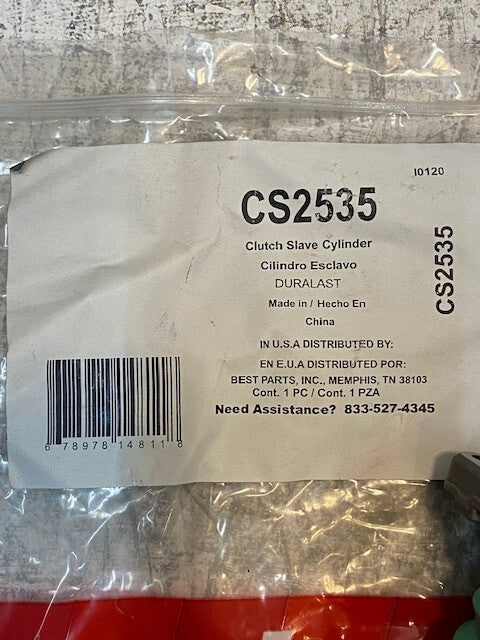 I0120
CS2535
Clutch Slave Cylinder
Cilindro Esclavo
DURALAST
Made in / Hecho En
China
IN U.S.A DISTRIBUTED BY:
EN E.U.A DISTRIBUTED POR:
BEST PARTS, INC., MEMPHIS, TN 38103
Cont. 1 PC / Cont. 1 PZA
Need Assistance? 833-527-4345
CS2535
6 78978 14811 8